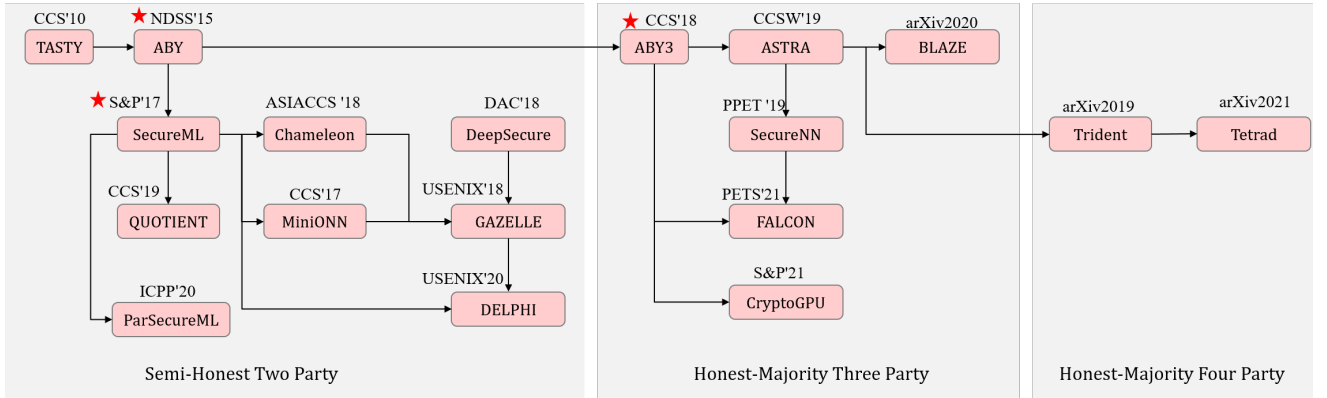 CCS'10
TASTY
NDSS'15
ABY
S&P'17
SecureML
CCS'19
QUOTIENT
ICPP'20
ParSecureML
ASIACCS '18
Chameleon
CCS'17
MiniONN
DAC'18
DeepSecure
USENIX'18
GAZELLE
USENIX'20
DELPHI
Semi-Honest Two Party
CCS'18
ABY3
CCSW'19
ASTRA
arXiv2020
BLAZE
PPET '19
SecureNN
PETS'21
FALCON
S&P'21
CryptoGPU
Honest-Majority Three Party
arXiv2019
Trident
arXiv2021
Tetrad
Honest-Majority Four Party